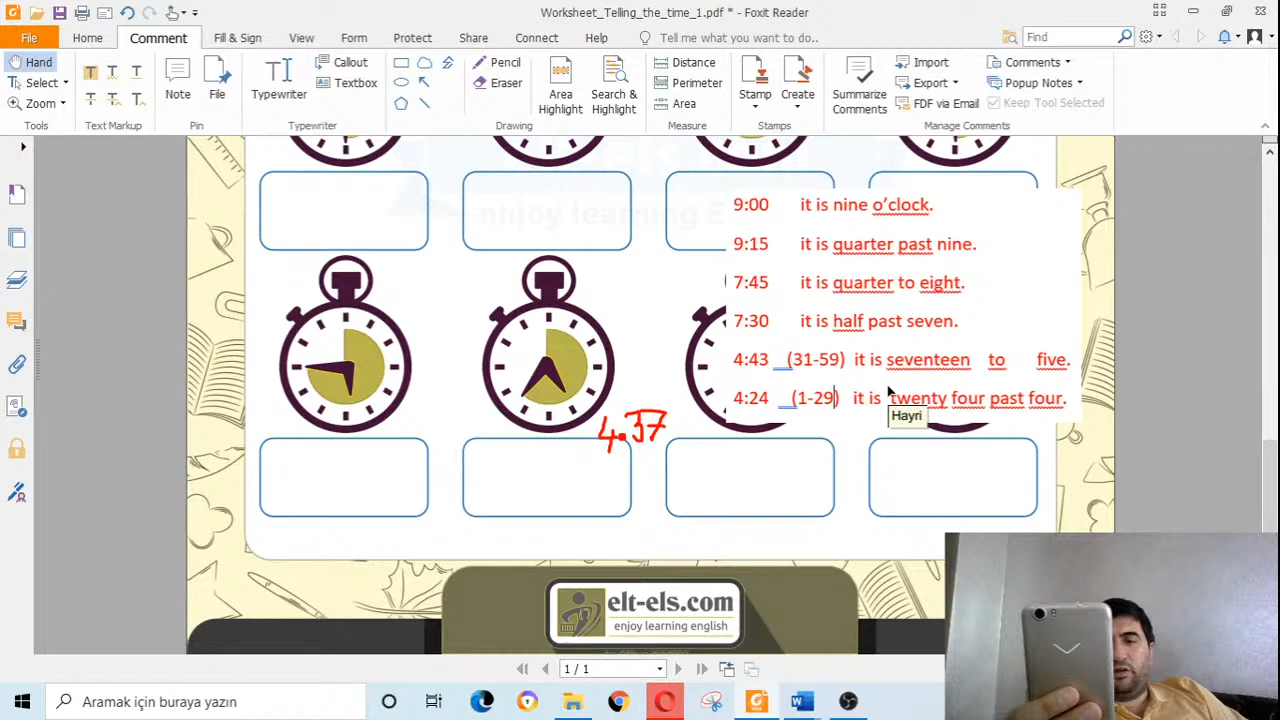 Worksheet_Telling_the_time_1.pdf * - Foxit Reader
File Home Comment Fill & Sign View Form Protect Share Connect Help Tell me what you want to do.. Find
Hand
Select
Zoom
Tools
Text Markup
Note
File
Pin
Typewriter
Callout
Textbox
Typewriter
Pencil
Eraser
Area Highlight
Search & Highlight
Drawing
Distance
Perimeter
Area
Measure
Stamp
Create
Stamps
Summarize Comments
Import
Export
FDF via Email
Comments
Popup Notes
Keep Tool Selected
Manage Comments
enjoy learning E
9:00 it is nine o'clock.
9:15 it is quarter past nine.
7:45 it is quarter to eight.
7:30 it is half past seven.
4:43 (31-59) it is seventeen to five.
4:24 (1-29) it is twenty four past four.
Hayri
4.37
elt-els.com
enjoy learning english
1 / 1
Aramak için buraya yazın